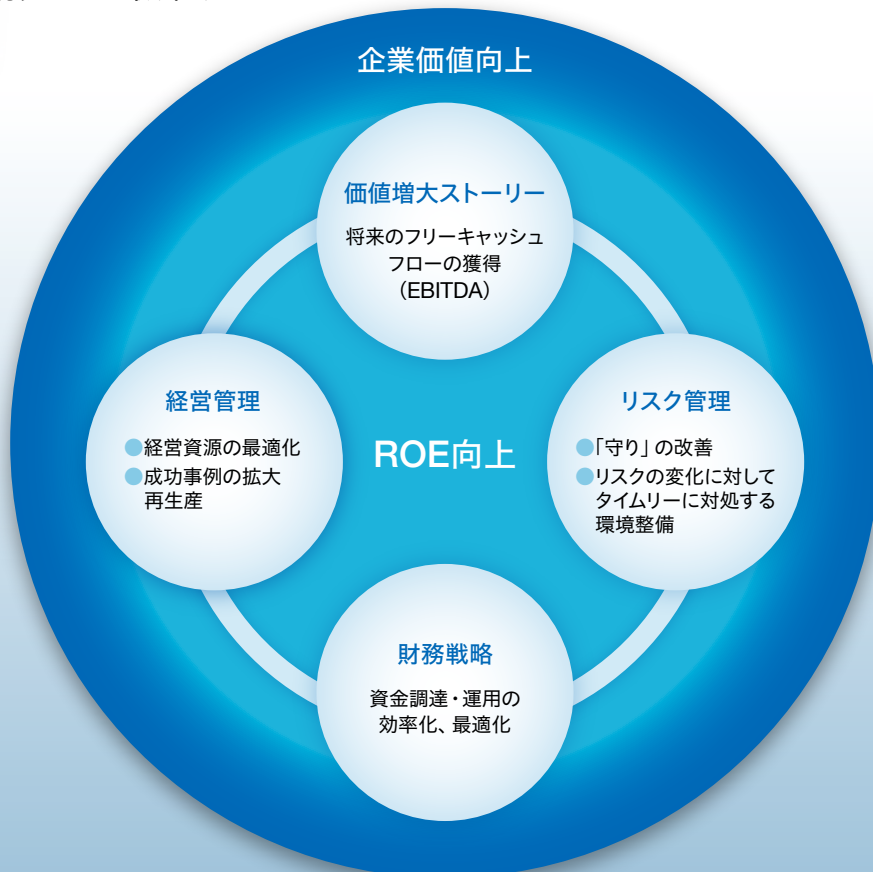 企業価値向上
価値増大ストーリー
将来のフリーキャッシュ
フローの獲得
（EBITDA）
経営管理
●経営資源の最適化
●成功事例の拡大
再生産
ROE向上
リスク管理
●「守り」の改善
●リスクの変化に対して
タイムリーに対処する
環境整備
財務戦略
資金調達・運用の
効率化、最適化